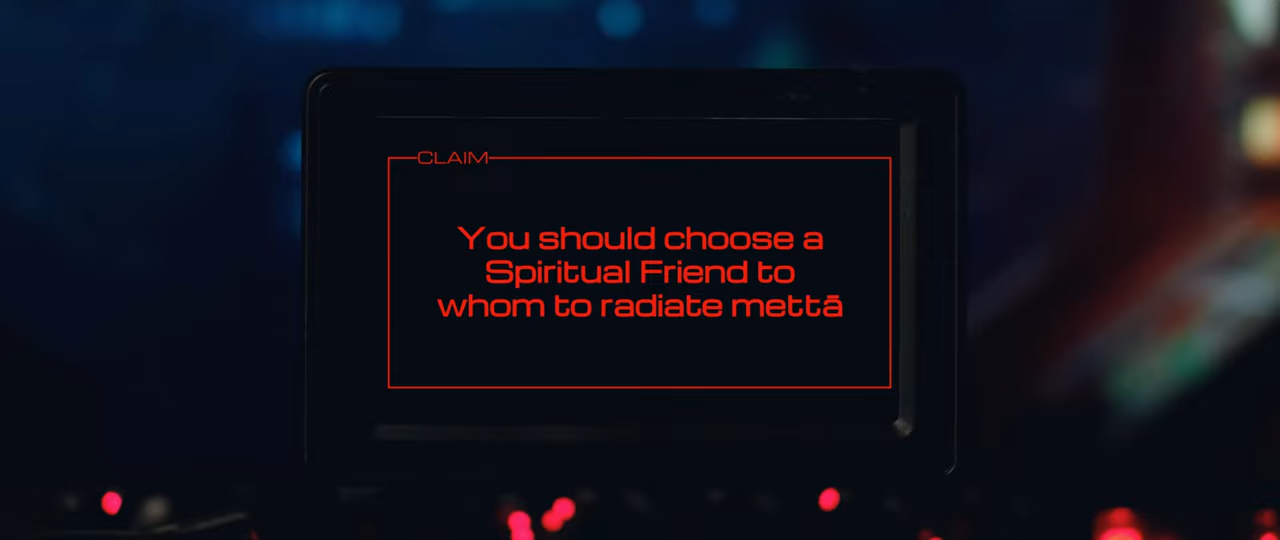 CLAIM
You should choose a
Spiritual Friend to
whom to radiate mettā